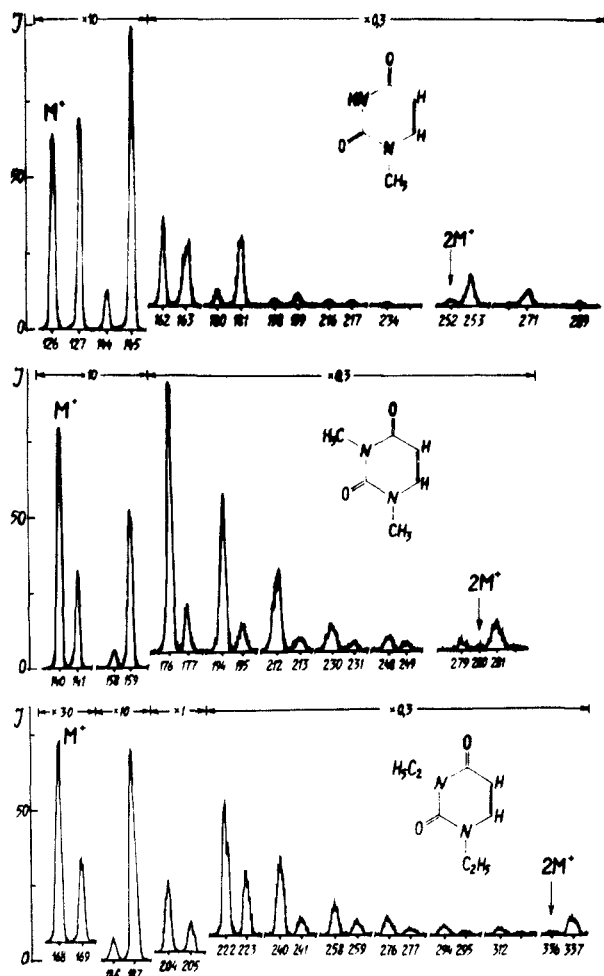 J
×10
×0,3
M⁺
O
HN
H
H
O
N
CH₃
50
2M⁺
0
126 127 144 145 162 163 180 181 198 199 216 217 234 252 253 271 289
J
×10
×0,3
M⁺
O
H₃C
N
H
H
O
N
CH₃
50
2M⁺
0
140 141 158 159 176 177 194 195 212 213 230 231 248 249 279 280 281
J
×30
×10
×1
×0,3
M⁺
O
H₅C₂
N
H
H
O
N
C₂H₅
50
2M⁺
0
168 169 186 187 204 205 222 223 240 241 258 259 276 277 294 295 312 336 337